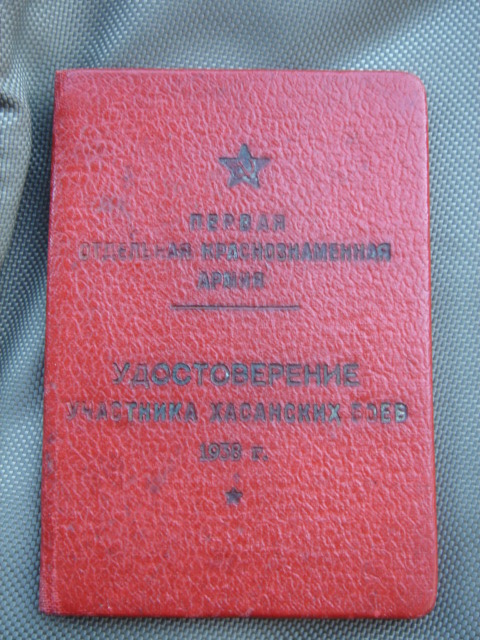 ПЕРВАЯ
ОТДЕЛЬНАЯ КРАСНОЗНАМЕННАЯ
АРМИЯ
УДОСТОВЕРЕНИЕ
УЧАСТНИКА ХАСАНСКИХ БОЕВ
1938 г.